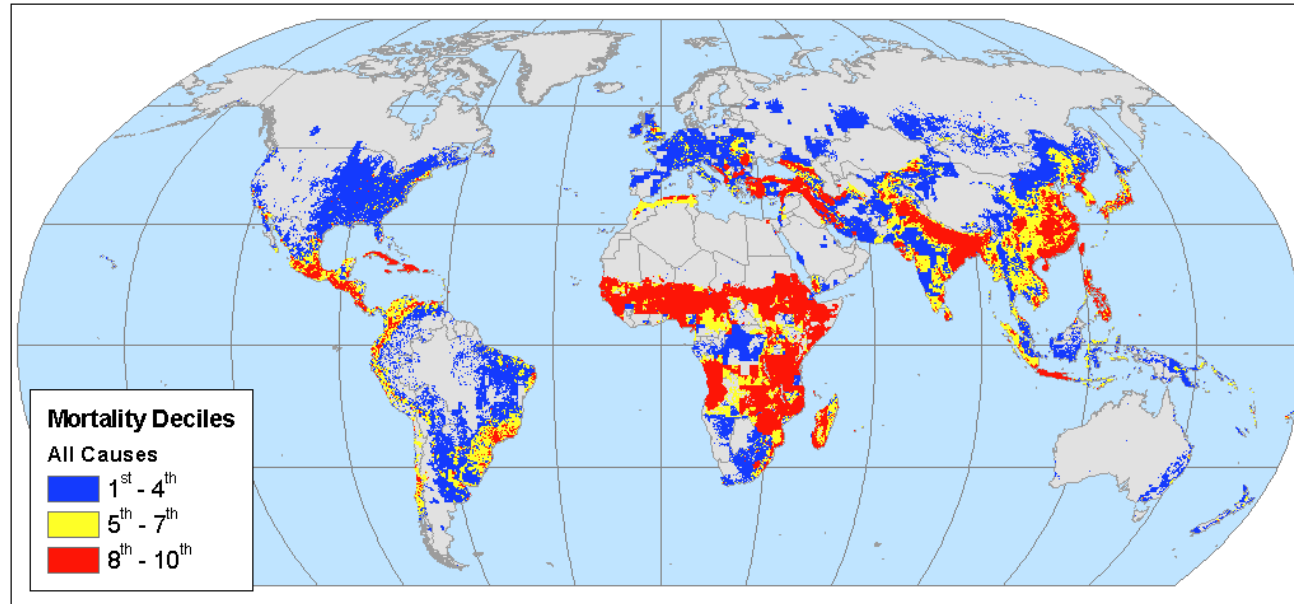 Mortality Deciles
All Causes
1st - 4th
5th - 7th
8th - 10th